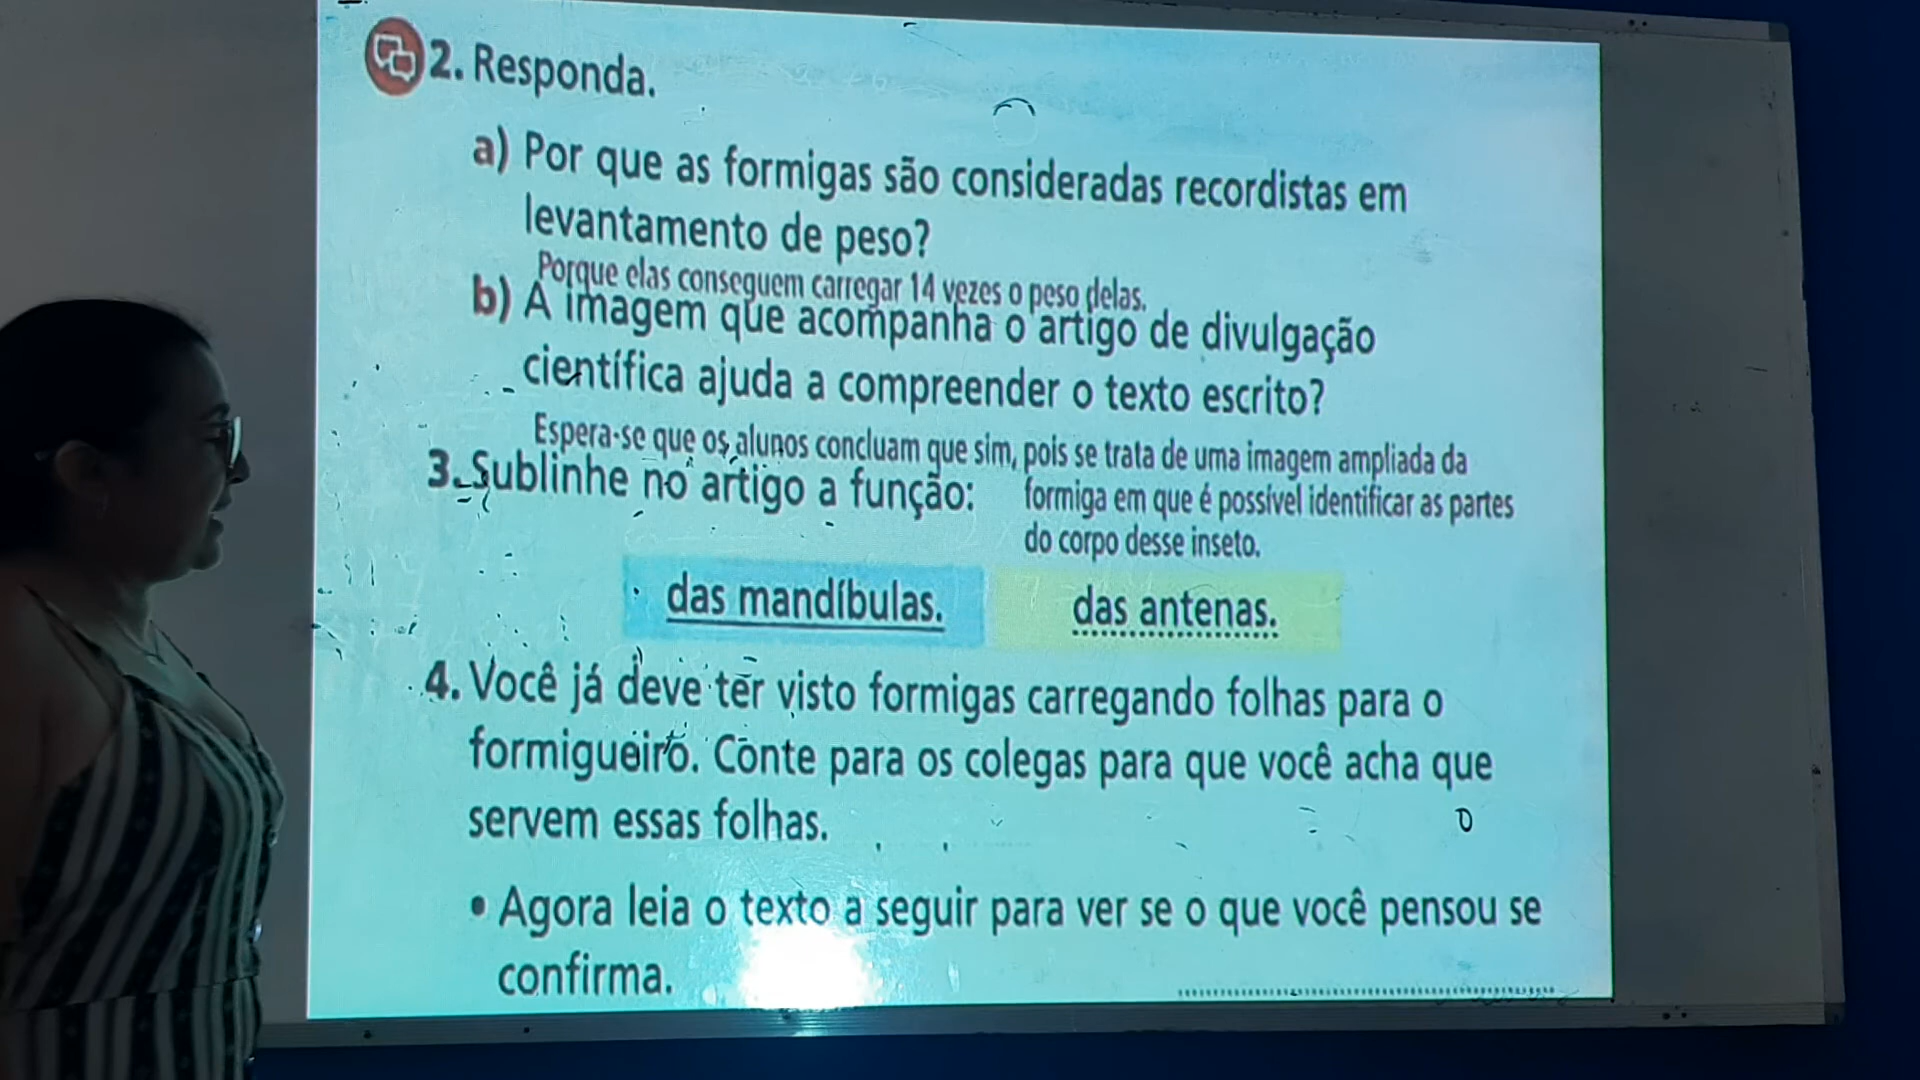 2. Responda.
a) Por que as formigas são consideradas recordistas em
levantamento de peso?
Porque elas conseguem carregar 14 vezes o peso delas.
b) A imagem que acompanha o artigo de divulgação
científica ajuda a compreender o texto escrito?
Espera-se que os alunos concluam que sim, pois se trata de uma imagem ampliada da
formiga em que é possível identificar as partes
do corpo desse inseto.
3. Sublinhe no artigo a função:
das mandíbulas. das antenas.
4. Você já deve ter visto formigas carregando folhas para o
formigueiro. Conte para os colegas para que você acha que
servem essas folhas.
• Agora leia o texto a seguir para ver se o que você pensou se
confirma.